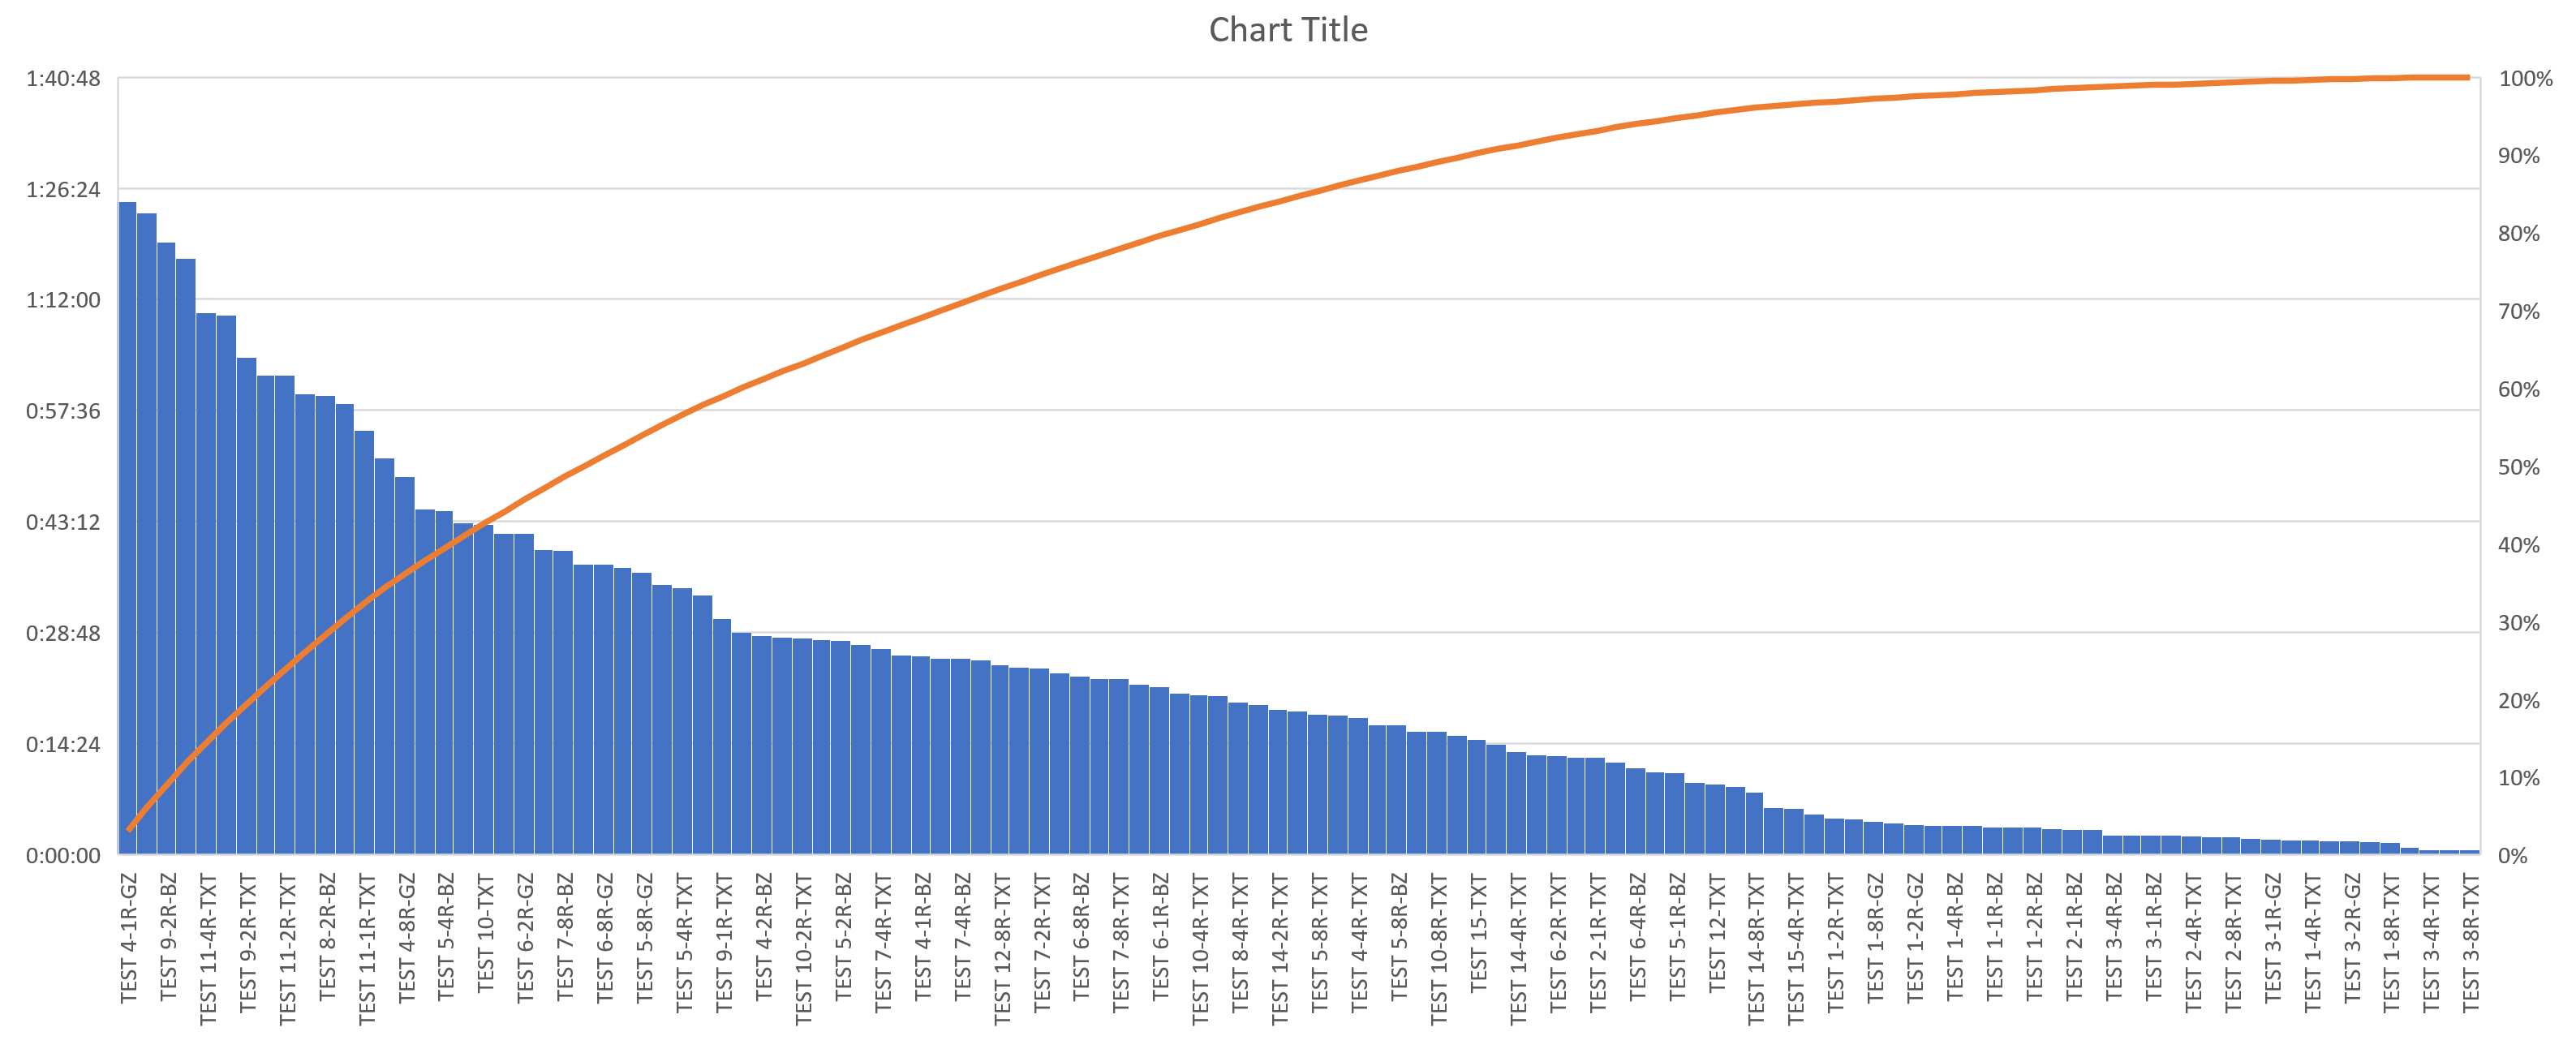 Chart Title
1:40:48
1:26:24
1:12:00
0:57:36
0:43:12
0:28:48
0:14:24
0:00:00
100%
90%
80%
70%
60%
50%
40%
30%
20%
10%
0%
TEST 4-1R-GZ
TEST 9-2R-BZ
TEST 11-4R-TXT
TEST 9-2R-TXT
TEST 11-2R-TXT
TEST 8-2R-BZ
TEST 11-1R-TXT
TEST 4-8R-GZ
TEST 5-4R-BZ
TEST 10-TXT
TEST 6-2R-GZ
TEST 7-8R-BZ
TEST 6-8R-GZ
TEST 5-8R-GZ
TEST 5-4R-TXT
TEST 9-1R-TXT
TEST 4-2R-BZ
TEST 10-2R-TXT
TEST 5-2R-BZ
TEST 7-4R-TXT
TEST 4-1R-BZ
TEST 7-4R-BZ
TEST 12-8R-TXT
TEST 7-2R-TXT
TEST 6-8R-BZ
TEST 7-8R-TXT
TEST 6-1R-BZ
TEST 10-4R-TXT
TEST 8-4R-TXT
TEST 14-2R-TXT
TEST 5-8R-TXT
TEST 4-4R-TXT
TEST 5-8R-BZ
TEST 10-8R-TXT
TEST 15-TXT
TEST 14-4R-TXT
TEST 6-2R-TXT
TEST 2-1R-TXT
TEST 6-4R-BZ
TEST 5-1R-BZ
TEST 12-TXT
TEST 14-8R-TXT
TEST 15-4R-TXT
TEST 1-2R-TXT
TEST 1-8R-GZ
TEST 1-2R-GZ
TEST 1-4R-BZ
TEST 1-1R-BZ
TEST 1-2R-BZ
TEST 2-1R-BZ
TEST 3-4R-BZ
TEST 3-1R-BZ
TEST 2-4R-TXT
TEST 2-8R-TXT
TEST 3-1R-GZ
TEST 1-4R-TXT
TEST 3-2R-GZ
TEST 1-8R-TXT
TEST 3-4R-TXT
TEST 3-8R-TXT